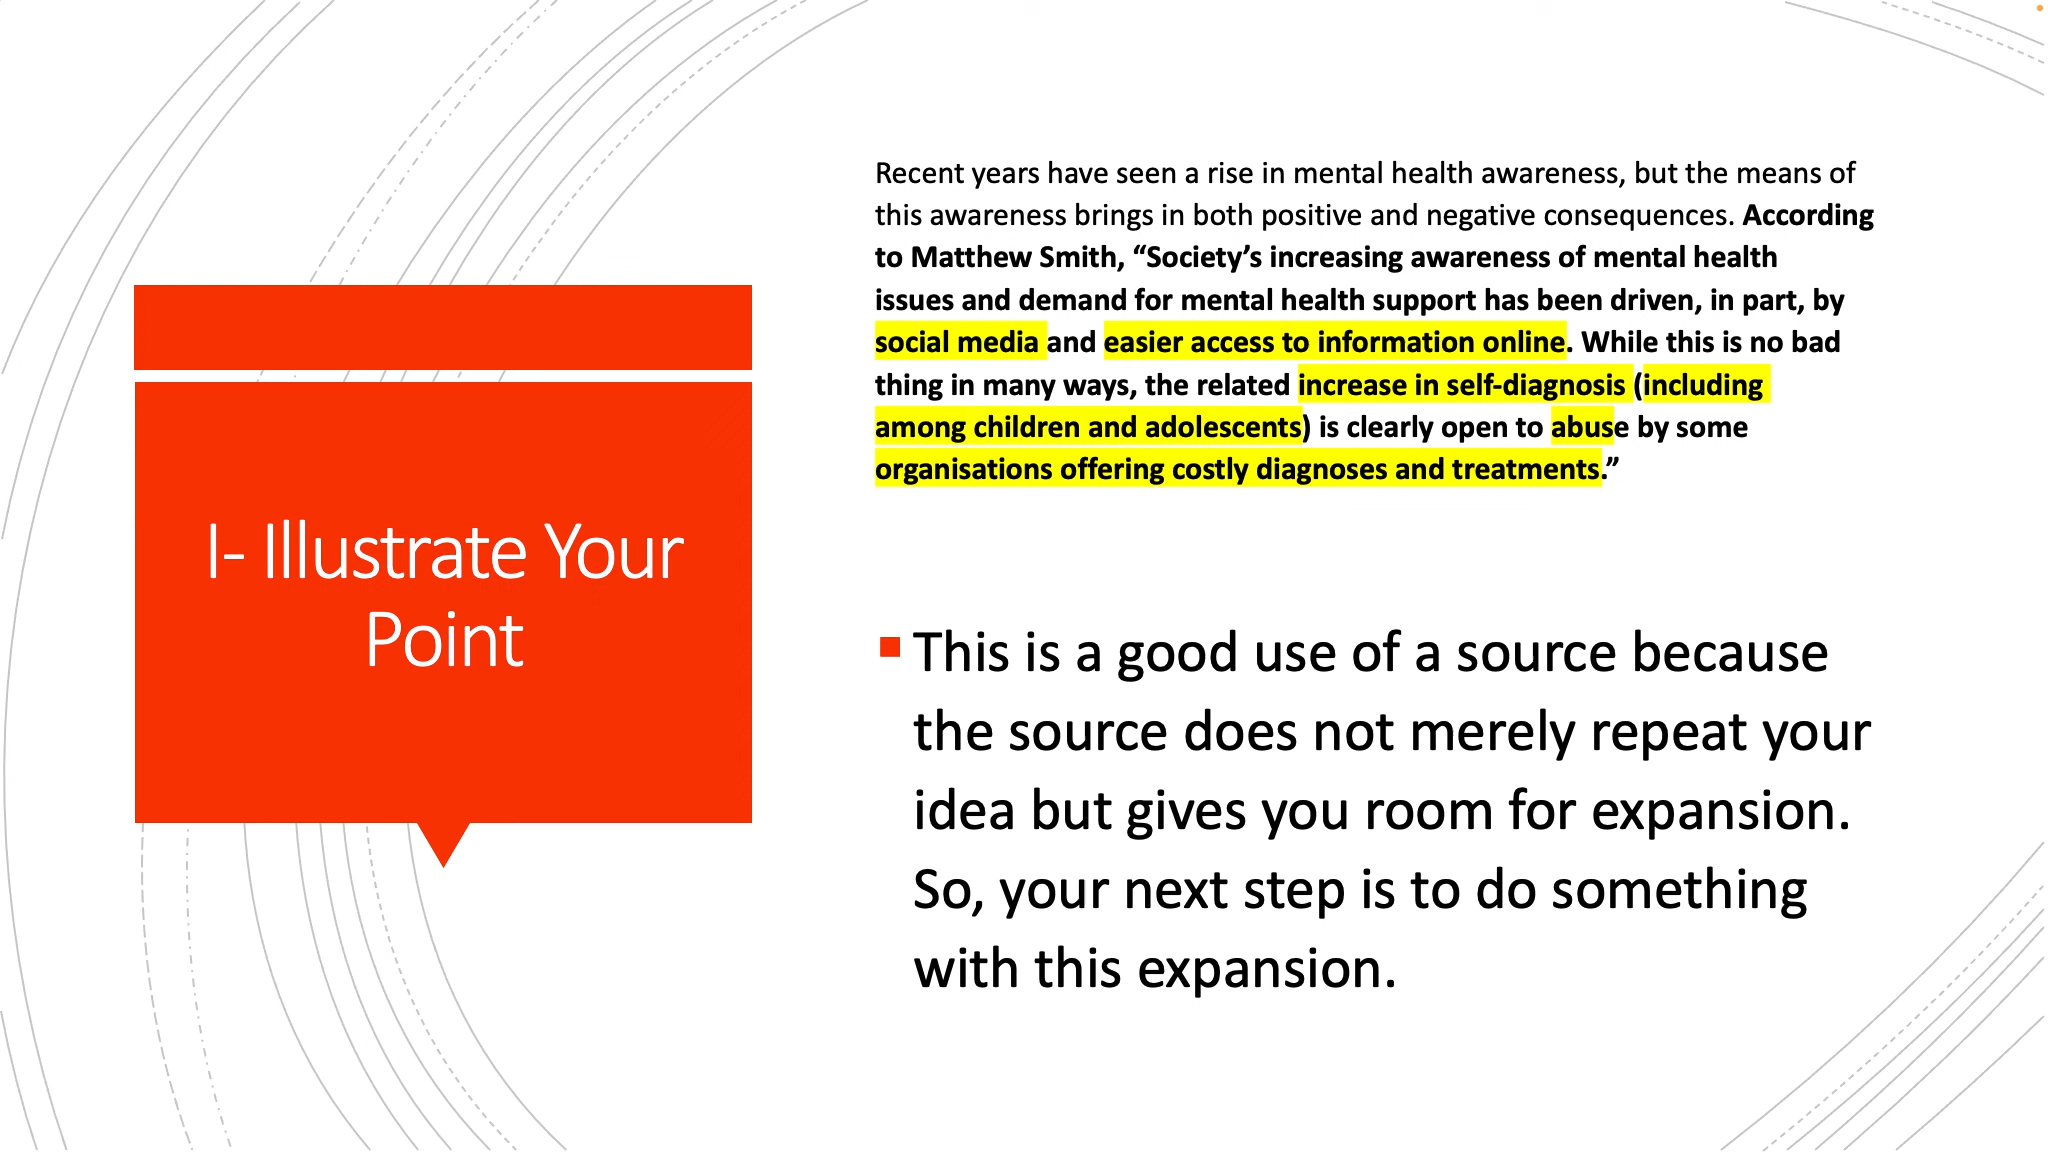 I- Illustrate Your
Point
Recent years have seen a rise in mental health awareness, but the means of
this awareness brings in both positive and negative consequences. According
to Matthew Smith, “Society’s increasing awareness of mental health
issues and demand for mental health support has been driven, in part, by
social media and easier access to information online. While this is no bad
thing in many ways, the related increase in self-diagnosis (including
among children and adolescents) is clearly open to abuse by some
organisations offering costly diagnoses and treatments.”
▪ This is a good use of a source because
the source does not merely repeat your
idea but gives you room for expansion.
So, your next step is to do something
with this expansion.